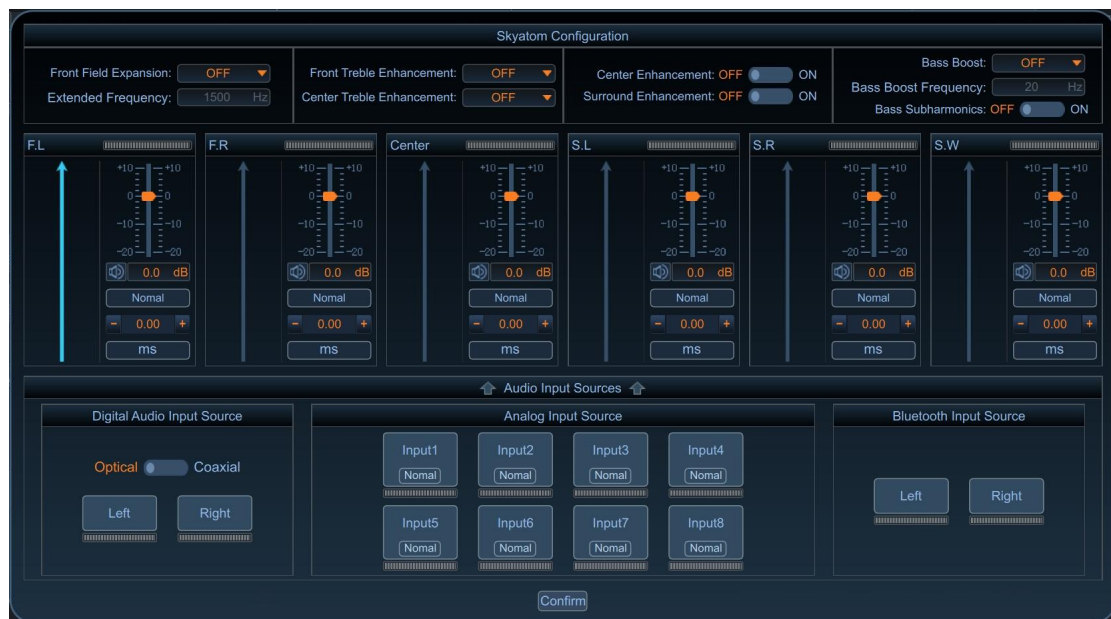 Skyatom Configuration
Front Field Expansion: OFF
Extended Frequency: 1500 Hz
Front Treble Enhancement: OFF
Center Treble Enhancement: OFF
Center Enhancement: OFF ON
Surround Enhancement: OFF ON
Bass Boost: OFF
Bass Boost Frequency: 20 Hz
Bass Subharmonics: OFF ON
F.L
+10 +10
0 0
-10 -10
-20 -20
0.0 dB
Nomal
- 0.00 +
ms
F.R
+10 +10
0 0
-10 -10
-20 -20
0.0 dB
Nomal
- 0.00 +
ms
Center
+10 +10
0 0
-10 -10
-20 -20
0.0 dB
Nomal
- 0.00 +
ms
S.L
+10 +10
0 0
-10 -10
-20 -20
0.0 dB
Nomal
- 0.00 +
ms
S.R
+10 +10
0 0
-10 -10
-20 -20
0.0 dB
Nomal
- 0.00 +
ms
S.W
+10 +10
0 0
-10 -10
-20 -20
0.0 dB
Nomal
- 0.00 +
ms
Audio Input Sources
Digital Audio Input Source
Optical Coaxial
Left Right
Analog Input Source
Input1 Input2 Input3 Input4
Normal Normal Normal Normal
Input5 Input6 Input7 Input8
Normal Normal Normal Normal
Bluetooth Input Source
Left Right
Confirm